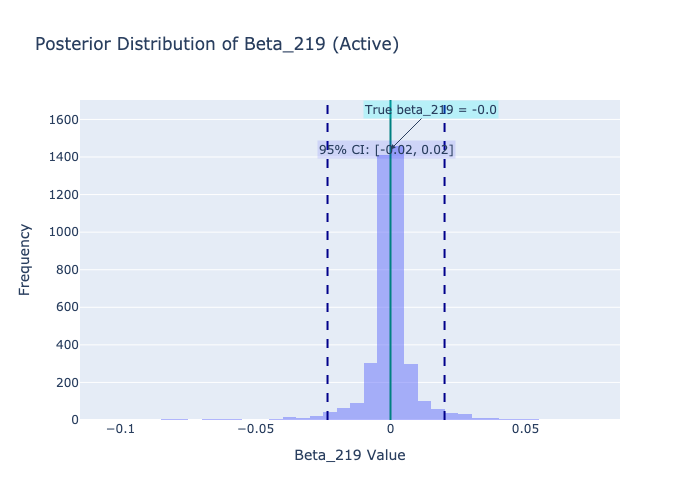 Posterior Distribution of Beta_219 (Active)
True beta_219 = -0.0
95% CI: [-0.02, 0.02]
1600
1400
1200
1000
800
600
400
200
0
Frequency
−0.1
−0.05
0
0.05
Beta_219 Value